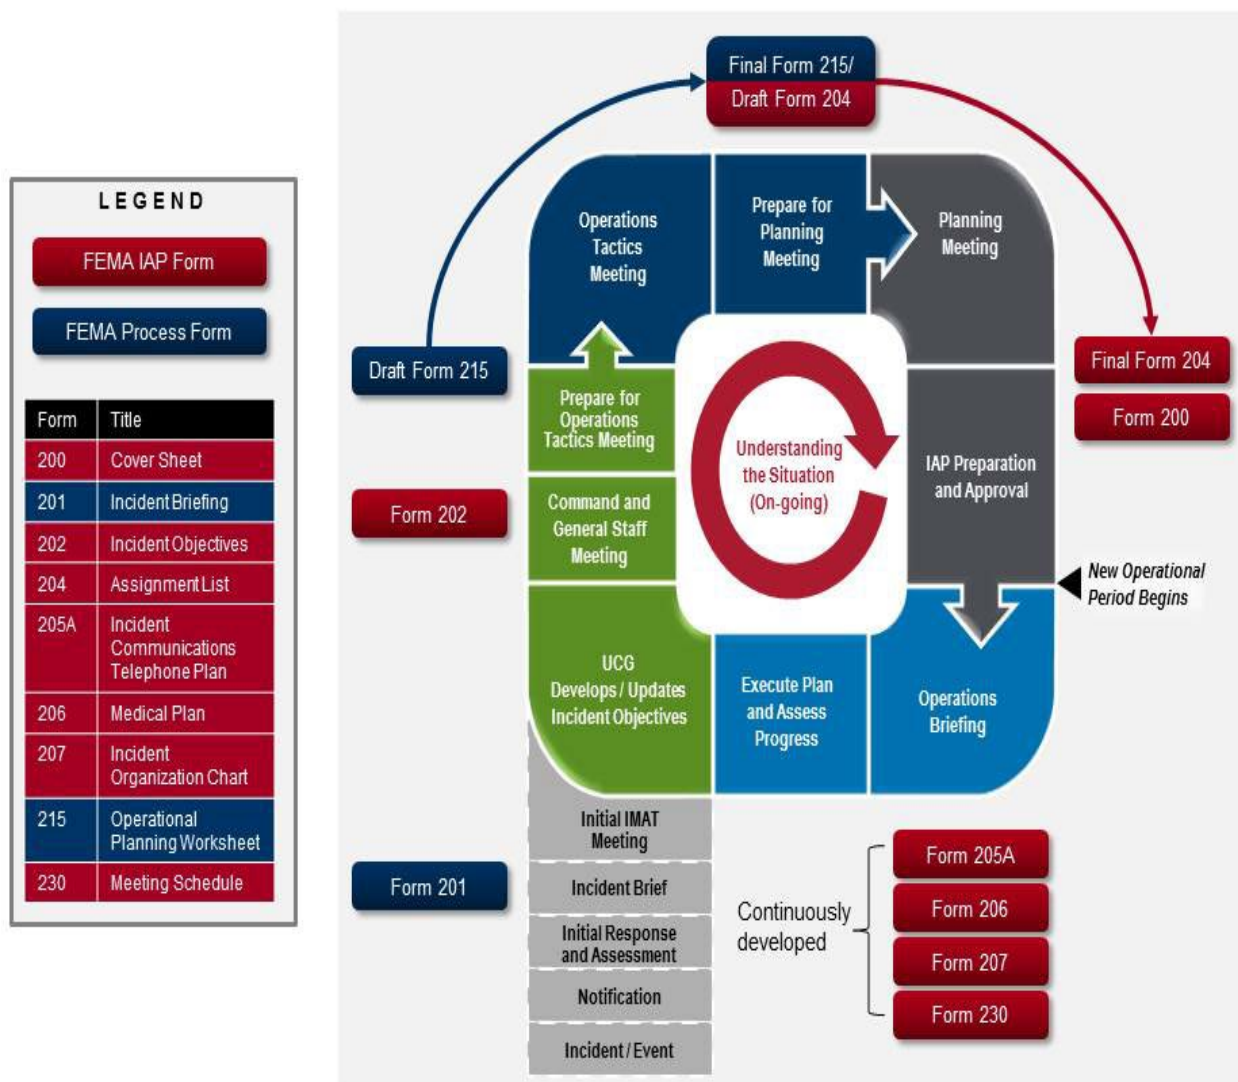 LEGEND
FEMA IAP Form
FEMA Process Form
Form Title
200 Cover Sheet
201 Incident Briefing
202 Incident Objectives
204 Assignment List
205A Incident
Communications
Telephone Plan
206 Medical Plan
207 Incident
Organization Chart
215 Operational
Planning Worksheet
230 Meeting Schedule
Final Form 215/
Draft Form 204
Operations
Tactics
Meeting
Prepare for
Planning
Meeting
Planning
Meeting
Draft Form 215
Final Form 204
Form 200
Prepare for
Operations
Tactics Meeting
Understanding
the Situation
(On-going)
IAP Preparation
and Approval
Form 202
Command and
General Staff
Meeting
New Operational
Period Begins
UCG
Develops / Updates
Incident Objectives
Execute Plan
and Assess
Progress
Operations
Briefing
Initial IMAT
Meeting
Form 201
Incident Brief
Initial Response
and Assessment
Notification
Incident / Event
Continuously
developed
Form 205A
Form 206
Form 207
Form 230